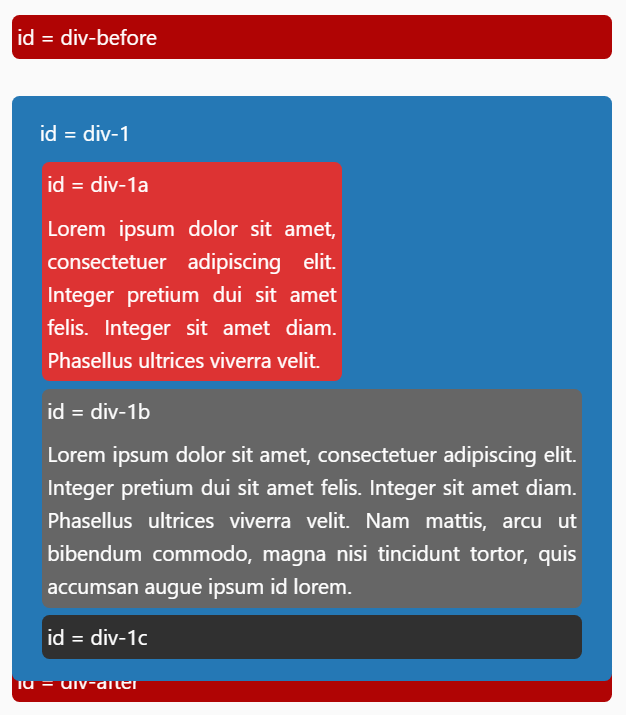 id = div-before
id = div-1
id = div-1a
Lorem ipsum dolor sit amet,
consectetuer adipiscing elit.
Integer pretium dui sit amet
felis. Integer sit amet diam.
Phasellus ultrices viverra velit.
id = div-1b
Lorem ipsum dolor sit amet, consectetuer adipiscing elit.
Integer pretium dui sit amet felis. Integer sit amet diam.
Phasellus ultrices viverra velit. Nam mattis, arcu ut
bibendum commodo, magna nisi tincidunt tortor, quis
accumsan augue ipsum id lorem.
id = div-1c
id = div-after